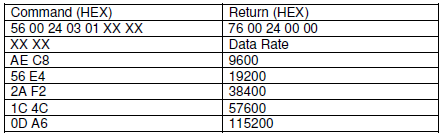 Command (HEX) Return (HEX)
56 00 24 03 01 XX XX 76 00 24 00 00
XX XX Data Rate
AE C8 9600
56 E4 19200
2A F2 38400
1C 4C 57600
0D A6 115200